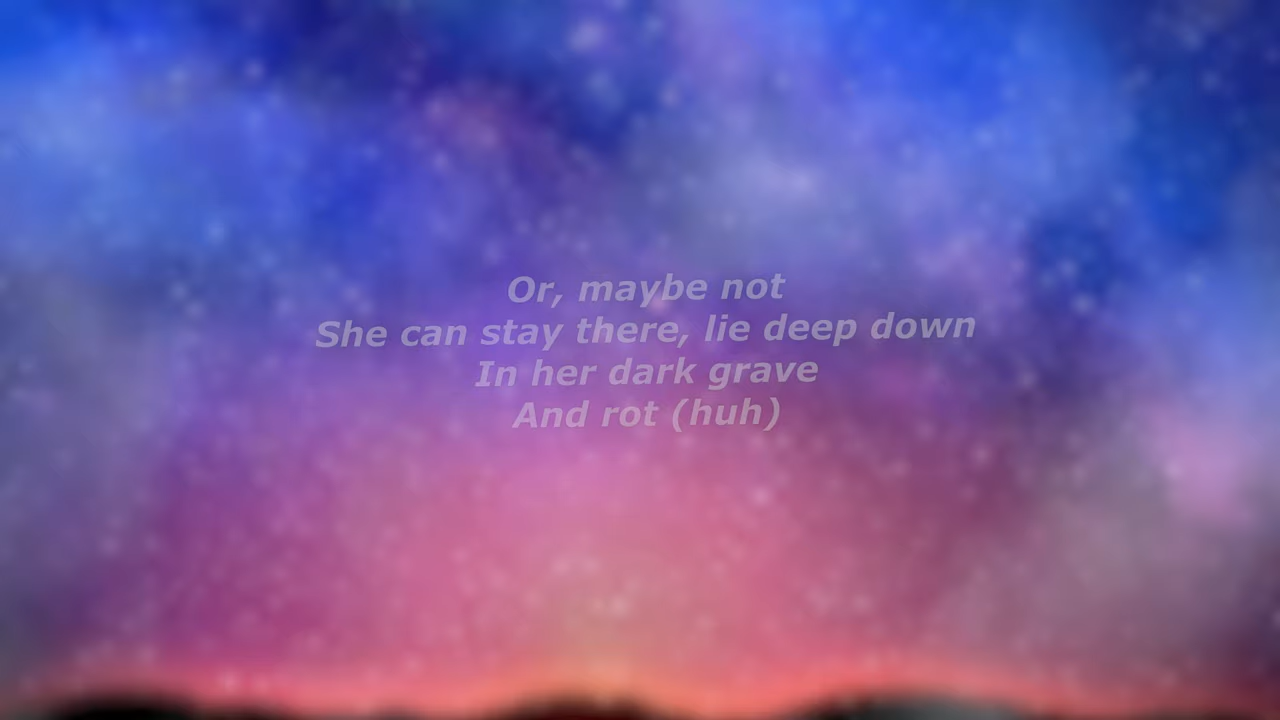 Or, maybe not
She can stay there, lie deep down
In her dark grave
And rot (huh)